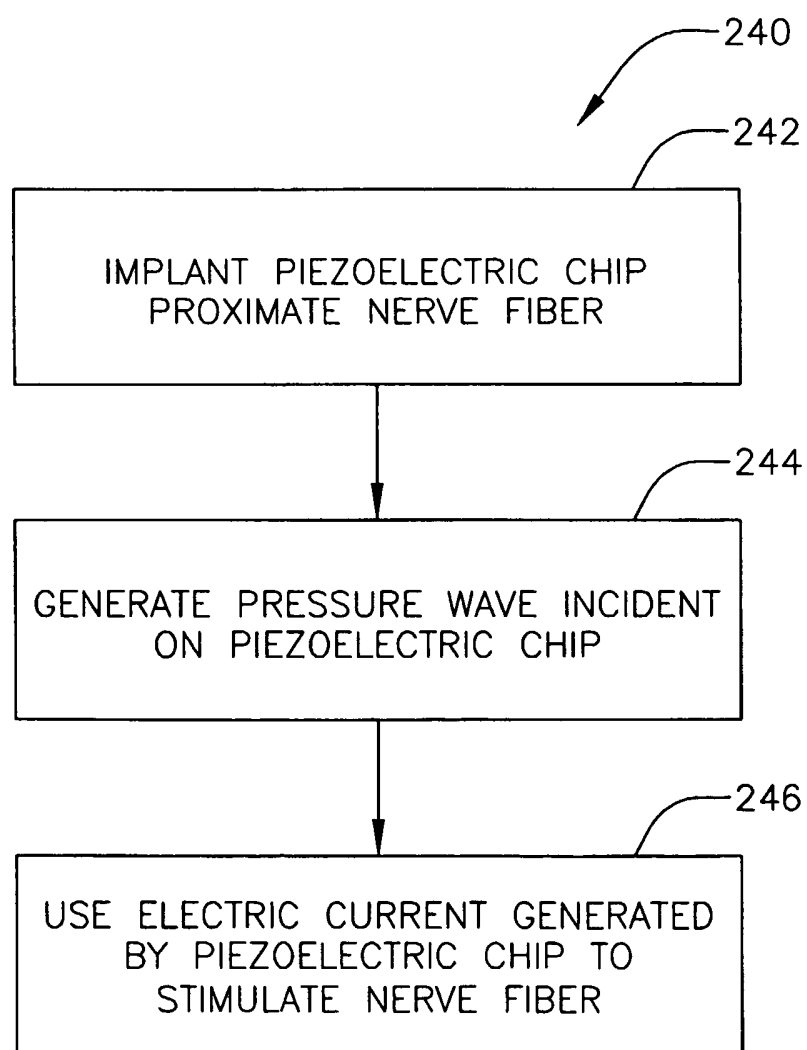 240
242
IMPLANT PIEZOELECTRIC CHIP
PROXIMATE NERVE FIBER
244
GENERATE PRESSURE WAVE INCIDENT
ON PIEZOELECTRIC CHIP
246
USE ELECTRIC CURRENT GENERATED
BY PIEZOELECTRIC CHIP TO
STIMULATE NERVE FIBER